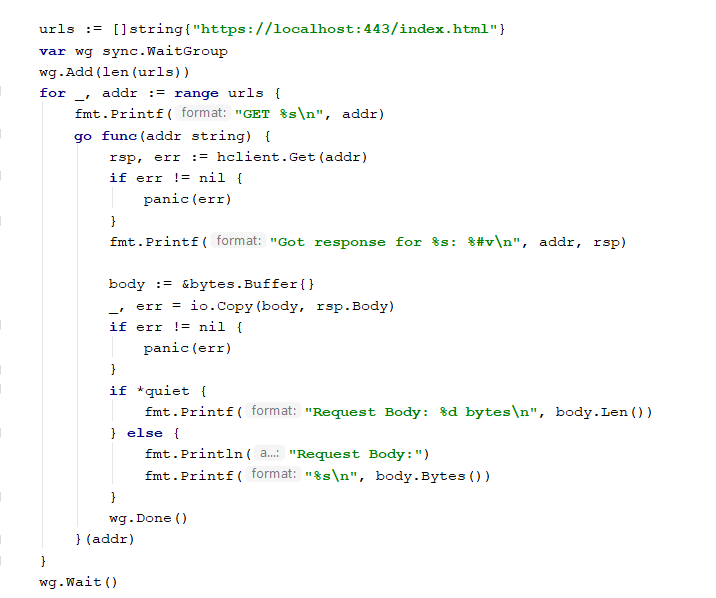 urls := []string{"https://localhost:443/index.html"}
var wg sync.WaitGroup
wg.Add(len(urls))
for _, addr := range urls {
    fmt.Printf( format: "GET %s\n", addr)
    go func(addr string) {
        rsp, err := hclient.Get(addr)
        if err != nil {
            panic(err)
        }
        fmt.Printf( format: "Got response for %s: %#v\n", addr, rsp)

        body := &bytes.Buffer{}
        _, err = io.Copy(body, rsp.Body)
        if err != nil {
            panic(err)
        }
        if *quiet {
            fmt.Printf( format: "Request Body: %d bytes\n", body.Len())
        } else {
            fmt.Println( a...: "Request Body:")
            fmt.Printf( format: "%s\n", body.Bytes())
        }
        wg.Done()
    }(addr)
}
wg.Wait()